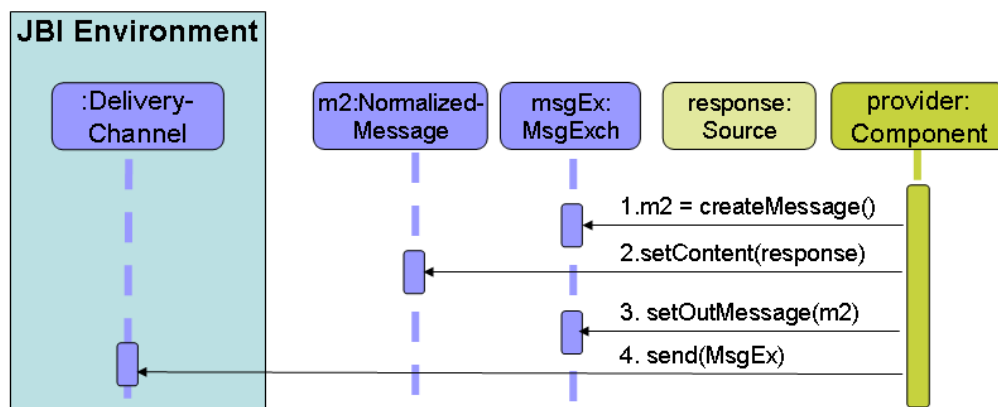 JBI Environment
:Delivery-
Channel
m2:Normalized-
Message
msgEx:
MsgExch
response:
Source
provider:
Component
1.m2 = createMessage()
2.setContent(response)
3. setOutMessage(m2)
4. send(MsgEx)